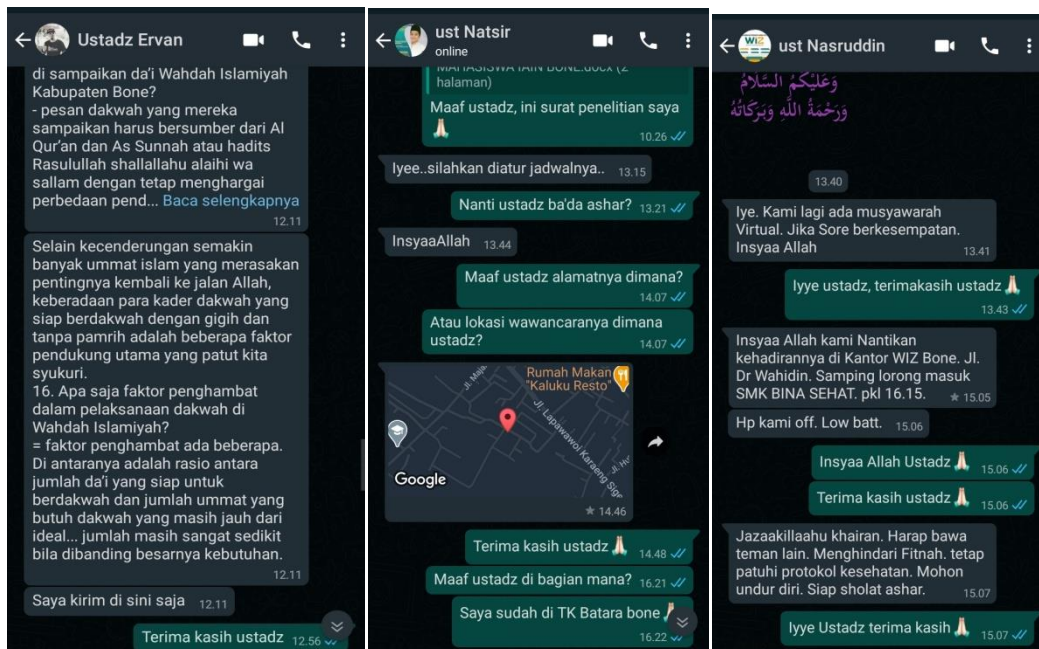 Ustadz Ervan
di sampaikan da'i Wahdah Islamiyah
Kabupaten Bone?
- pesan dakwah yang mereka
sampaikan harus bersumber dari Al
Qur'an dan As Sunnah atau hadits
Rasulullah shallallahu alaihi wa
sallam dengan tetap menghargai
perbedaan pend... Baca selengkapnya
12.11
Selain kecenderungan semakin
banyak ummat islam yang merasakan
pentingnya kembali ke jalan Allah,
keberadaan para kader dakwah yang
siap berdakwah dengan gigih dan
tanpa pamrih adalah beberapa faktor
pendukung utama yang patut kita
syukuri.
16. Apa saja faktor penghambat
dalam pelaksanaan dakwah di
Wahdah Islamiyah?
= faktor penghambat ada beberapa.
Di antaranya adalah rasio antara
jumlah da'i yang siap untuk
berdakwah dan jumlah ummat yang
butuh dakwah yang masih jauh dari
ideal... jumlah masih sangat sedikit
bila dibanding besarnya kebutuhan.
12.11
Saya kirim di sini saja 12.11
Terima kasih ustadz 12.56
ust Natsir
online
MAHASISWA IAIN BONE.docx (2
halaman)
Maaf ustadz, ini surat penelitian saya
🙏🏻
10.26
Iyee..silahkan diatur jadwalnya.. 13.15
Nanti ustadz ba'da ashar? 13.21
InsyaaAllah 13.44
Maaf ustadz alamatnya dimana?
14.07
Atau lokasi wawancaranya dimana
ustadz?
14.07
Rumah Makan
"Kaluku Resto"
Jl. Maja
Jl. Lapawawoi Karaeng Sige
Jl. Hv
Google
★ 14.46
Terima kasih ustadz 🙏🏻 14.48
Maaf ustadz di bagian mana? 16.21
Saya sudah di TK Batara bone 🙏🏻
16.22
WIZ
ust Nasruddin
وَعَلَيْكُمُ السَّلَامُ
وَرَحْمَةُ اللَّهِ وَبَرَكَاتُهُ
13.40
Iye. Kami lagi ada musyawarah
Virtual. Jika Sore berkesempatan.
Insyaa Allah
13.41
Iyye ustadz, terimakasih ustadz 🙏🏻
13.43
Insyaa Allah kami Nantikan
kehadirannya di Kantor WIZ Bone. Jl.
Dr Wahidin. Samping lorong masuk
SMK BINA SEHAT. pkl 16.15. ★ 15.05
Hp kami off. Low batt. 15.06
Insyaa Allah Ustadz 🙏🏻 15.06
Terima kasih ustadz 🙏🏻 15.06
Jazaakillaahu khairan. Harap bawa
teman lain. Menghindari Fitnah. tetap
patuhi protokol kesehatan. Mohon
undur diri. Siap sholat ashar. 15.07
Iyye Ustadz terima kasih 🙏🏻 15.07